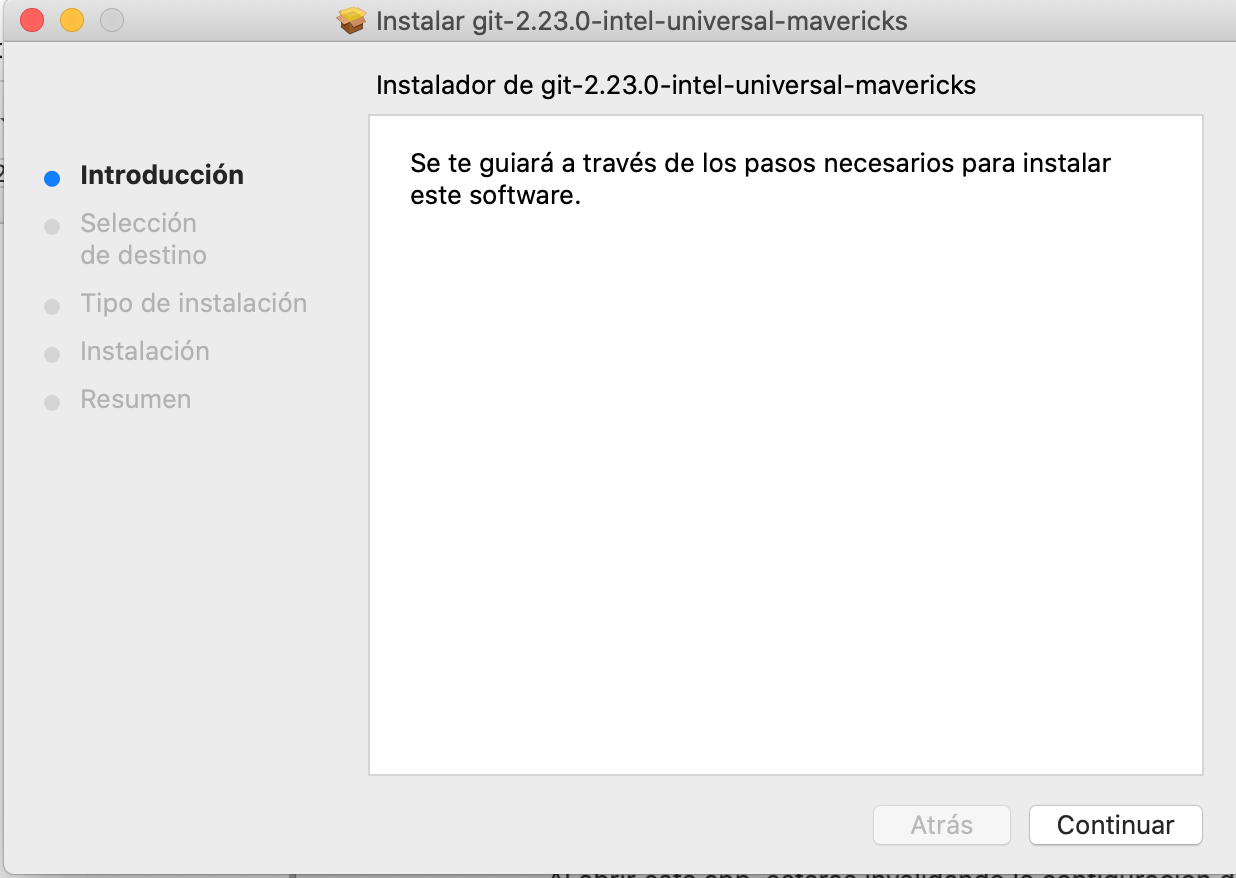 Instalar git-2.23.0-intel-universal-mavericks
Instalador de git-2.23.0-intel-universal-mavericks
Introducción
Selección
de destino
Tipo de instalación
Instalación
Resumen
Se te guiará a través de los pasos necesarios para instalar
este software.
Atrás
Continuar